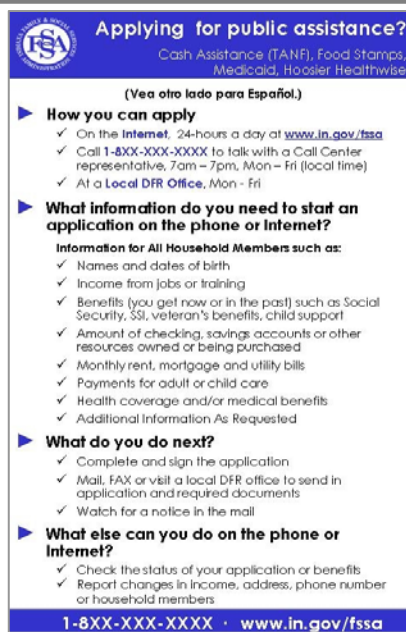 FSSA
Applying for public assistance?
Cash Assistance (TANF), Food Stamps,
Medicaid, Hoosier Healthwise
(Vea otro lado para Español.)
How you can apply
✓ On the Internet, 24-hours a day at www.in.gov/fssa
✓ Call 1-8XX-XXX-XXXX to talk with a Call Center
representative, 7am – 7pm, Mon – Fri (local time)
✓ At a Local DFR Office, Mon - Fri
What information do you need to start an
application on the phone or Internet?
Information for All Household Members such as:
✓ Names and dates of birth
✓ Income from jobs or training
✓ Benefits (you get now or in the past) such as Social
Security, SSI, veteran's benefits, child support
✓ Amount of checking, savings accounts or other
resources owned or being purchased
✓ Monthly rent, mortgage and utility bills
✓ Payments for adult or child care
✓ Health coverage and/or medical benefits
✓ Additional Information As Requested
What do you do next?
✓ Complete and sign the application
✓ Mail, FAX or visit a local DFR office to send in
application and required documents
✓ Watch for a notice in the mail
What else can you do on the phone or
Internet?
✓ Check the status of your application or benefits
✓ Report changes in income, address, phone number
or household members
1-8XX-XXX-XXXX · www.in.gov/fssa